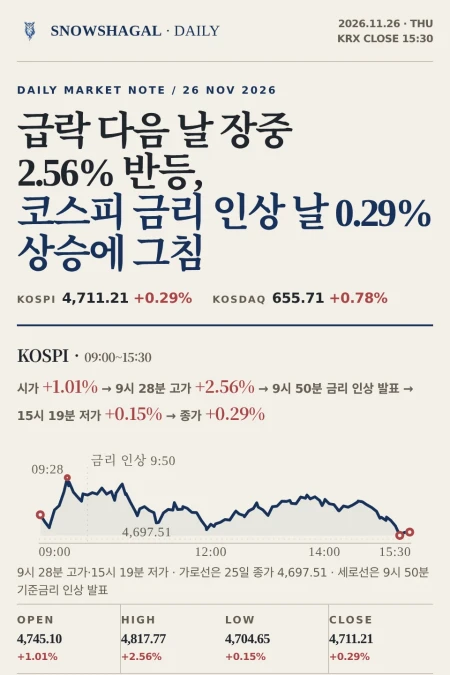 SNOWSHAGAL · DAILY
2026.11.26 · THU
KRX CLOSE 15:30
DAILY MARKET NOTE / 26 NOV 2026
급락 다음 날 장중
2.56% 반등,
코스피 금리 인상 날 0.29%
상승에 그침
KOSPI 4,711.21 +0.29% KOSDAQ 655.71 +0.78%
KOSPI · 09:00~15:30
시가 +1.01% → 9시 28분 고가 +2.56% → 9시 50분 금리 인상 발표 →
15시 19분 저가 +0.15% → 종가 +0.29%
금리 인상 9:50
09:28
4,697.51
09:00 12:00 14:00 15:30
9시 28분 고가·15시 19분 저가 · 가로선은 25일 종가 4,697.51 · 세로선은 9시 50분
기준금리 인상 발표
OPEN HIGH LOW CLOSE
4,745.10 4,817.77 4,704.65 4,711.21
+1.01% +2.56% +0.15% +0.29%